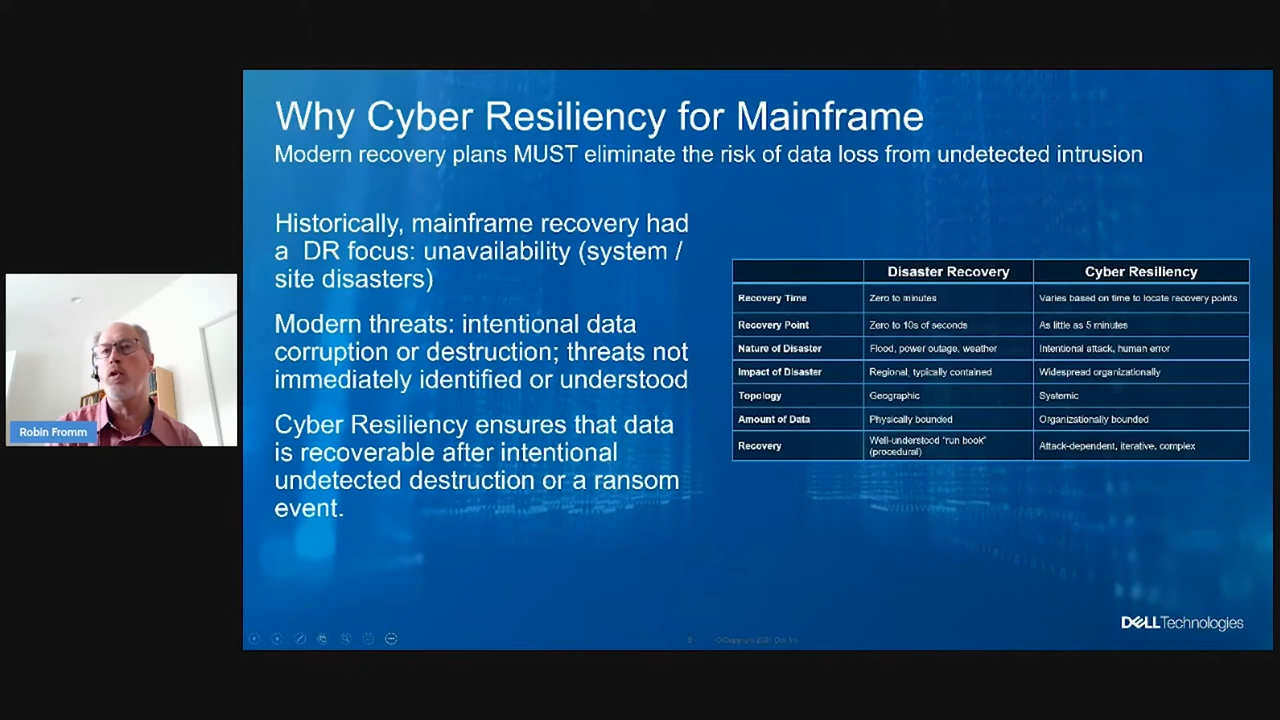 Why Cyber Resiliency for Mainframe
Modern recovery plans MUST eliminate the risk of data loss from undetected intrusion
Historically, mainframe recovery had
a DR focus: unavailability (system /
site disasters)
Modern threats: intentional data
corruption or destruction; threats not
immediately identified or understood
Cyber Resiliency ensures that data
is recoverable after intentional
undetected destruction or a ransom
event.
Disaster Recovery Cyber Resiliency
Recovery Time Zero to minutes Varies based on time to locate recovery points
Recovery Point Zero to 10s of seconds As little as 5 minutes
Nature of Disaster Flood, power outage, weather Intentional attack, human error
Impact of Disaster Regional, typically contained Widespread organizationally
Topology Geographic Systemic
Amount of Data Physically bounded Organizationally bounded
Recovery Well-understood "run book"
(procedural) Attack-dependent, iterative, complex
Robin Fromm
DELLTechnologies